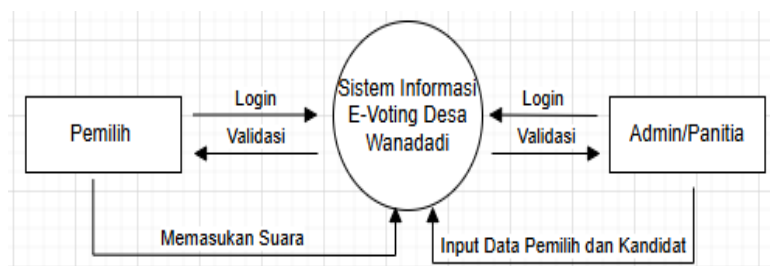 Pemilih
Login
Validasi
Sistem Informasi
E-Voting Desa
Wanadadi
Login
Validasi
Admin/Panitia
Memasukan Suara
Input Data Pemilih dan Kandidat